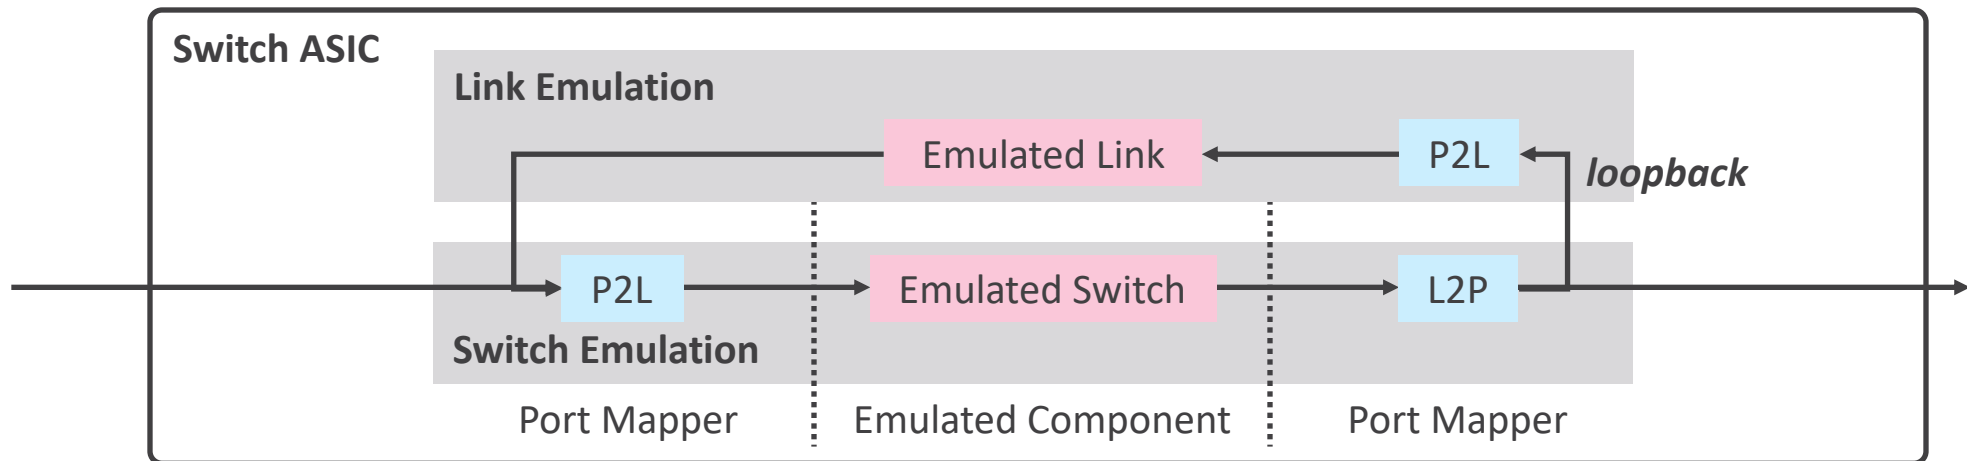 Switch ASIC
Link Emulation
Emulated Link
P2L
loopback
P2L
Emulated Switch
L2P
Switch Emulation
Port Mapper
Emulated Component
Port Mapper